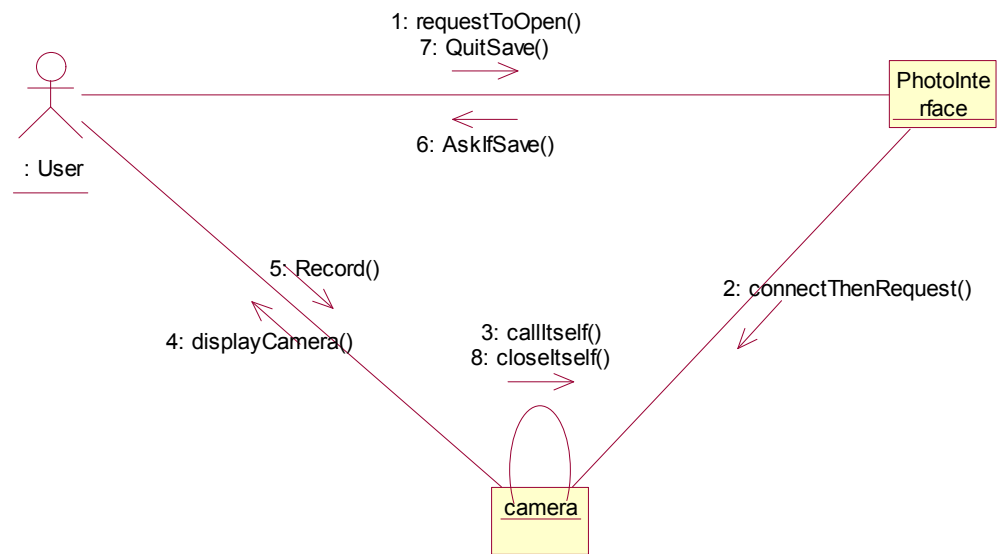 1: requestToOpen()
7: QuitSave()
PhotoInte
rface
6: AskIfSave()
: User
5: Record()
2: connectThenRequest()
4: displayCamera()
3: callItself()
8: closeItself()
camera